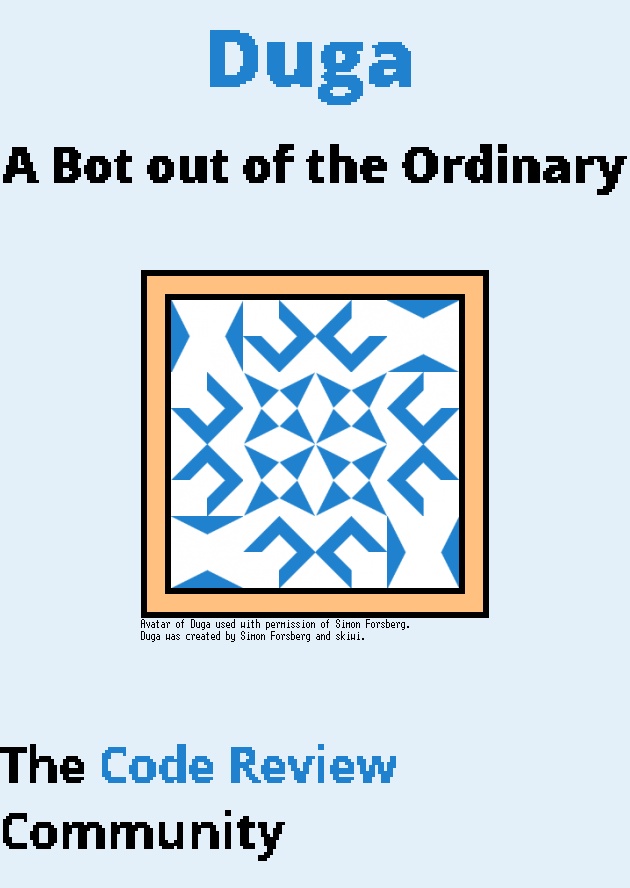 Duga
A Bot out of the Ordinary
Avatar of Duga used with permission of Simon Forsberg.
Duga was created by Simon Forsberg and skiwi.
The Code Review
Community